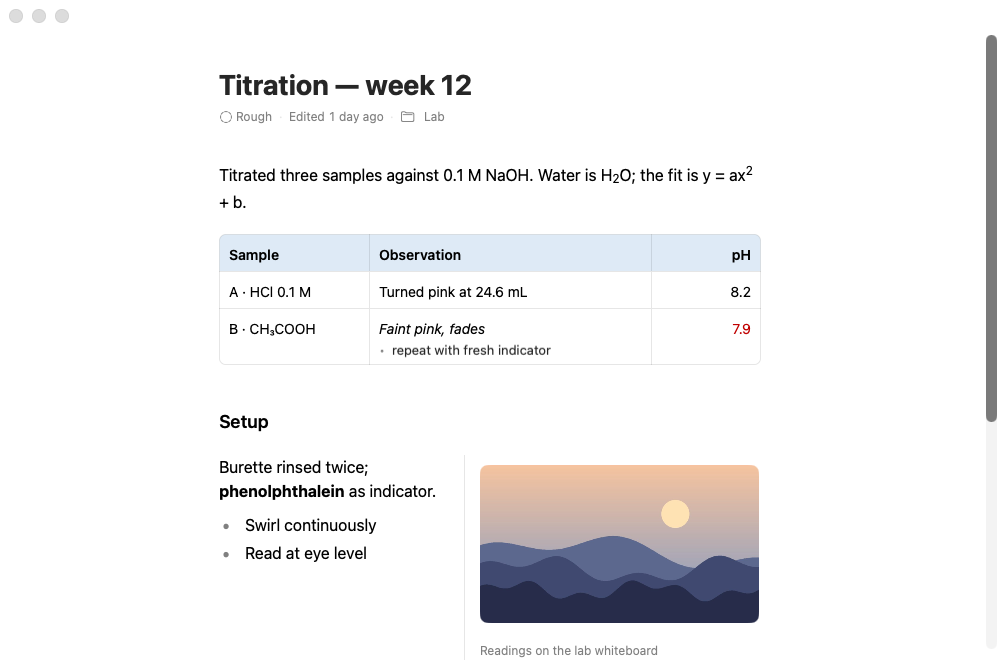 Titration — week 12
Rough · Edited 1 day ago · Lab
Titrated three samples against 0.1 M NaOH. Water is H₂O; the fit is y = ax²
+ b.
Sample Observation pH
A · HCl 0.1 M Turned pink at 24.6 mL 8.2
B · CH₃COOH Faint pink, fades 7.9
• repeat with fresh indicator
Setup
Burette rinsed twice;
phenolphthalein as indicator.
• Swirl continuously
• Read at eye level
Readings on the lab whiteboard